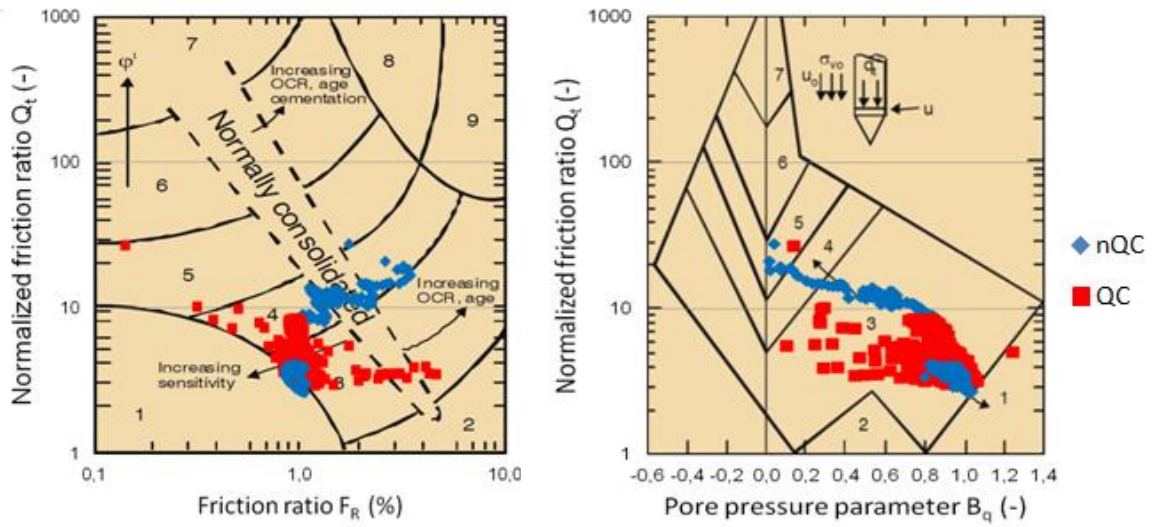 Normalized friction ratio Qt (-)
1000
100
10
1
0,1
1,0
10,0
Friction ratio FR (%)
φ'
7
8
9
6
5
4
3
1
2
Increasing
OCR, age
cementation
Normally consolidated
Increasing
OCR, age
Increasing
sensitivity
Normalized friction ratio Qt (-)
1000
100
10
1
-0,6
-0,4
-0,2
0,0
0,2
0,4
0,6
0,8
1,0
1,2
1,4
Pore pressure parameter Bq (-)
7
6
5
4
3
1
2
σvo
uo
qt
u
nQC
QC